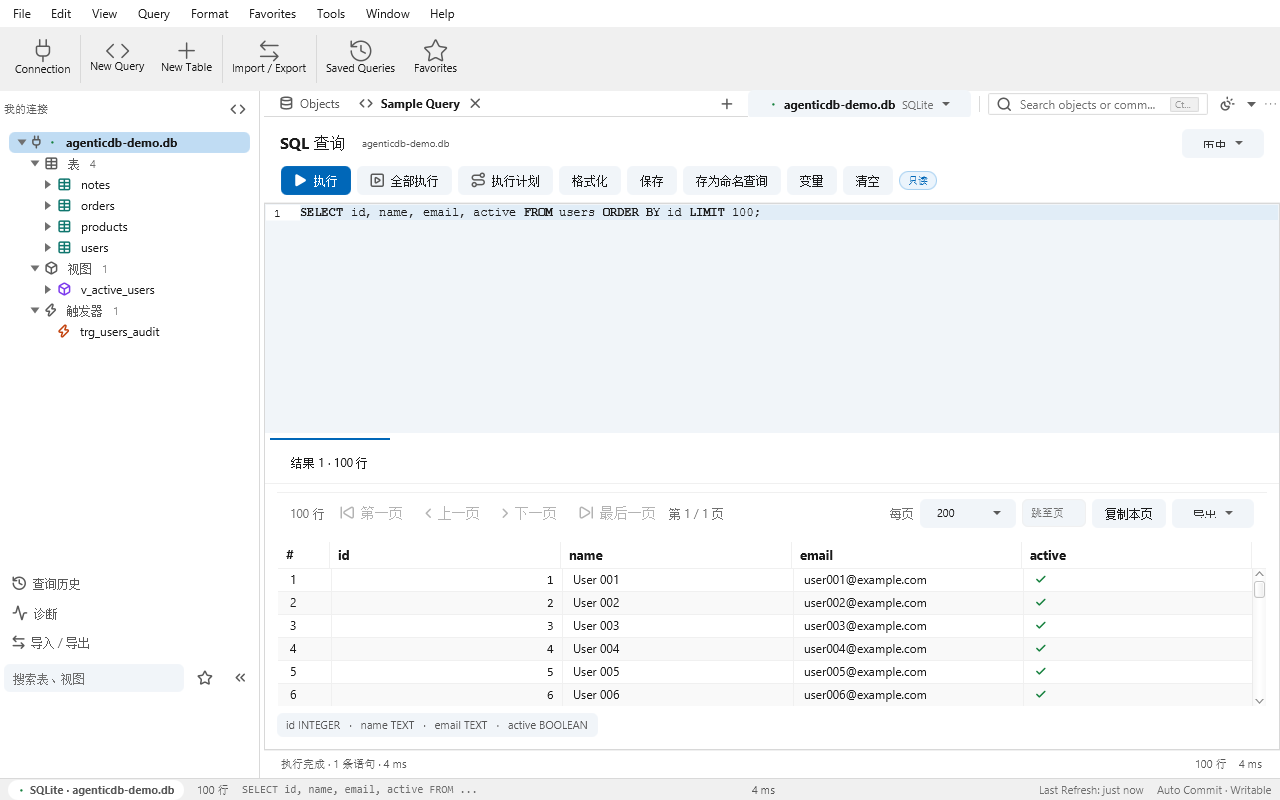 File Edit View Query Format Favorites Tools Window Help
Connection New Query New Table Import / Export Saved Queries Favorites
我的连接
Objects Sample Query
agenticdb-demo.db SQLite
Search objects or comm... Ct...
agenticdb-demo.db
表 4
notes
orders
products
users
视图 1
v_active_users
触发器 1
trg_users_audit
查询历史
诊断
导入 / 导出
搜索表、视图
SQL 查询 agenticdb-demo.db 历史
执行 全部执行 执行计划 格式化 保存 存为命名查询 变量 清空 只读
1 SELECT id, name, email, active FROM users ORDER BY id LIMIT 100;
结果 1 · 100 行
100 行 第一页 上一页 下一页 最后一页 第 1 / 1 页 每页 200 跳至页 复制本页 导出
# id name email active
1 1 User 001 user001@example.com
2 2 User 002 user002@example.com
3 3 User 003 user003@example.com
4 4 User 004 user004@example.com
5 5 User 005 user005@example.com
6 6 User 006 user006@example.com
id INTEGER · name TEXT · email TEXT · active BOOLEAN
执行完成 · 1 条语句 · 4 ms 100 行 4 ms
SQLite · agenticdb-demo.db 100 行 SELECT id, name, email, active FROM ... 4 ms Last Refresh: just now Auto Commit · Writable